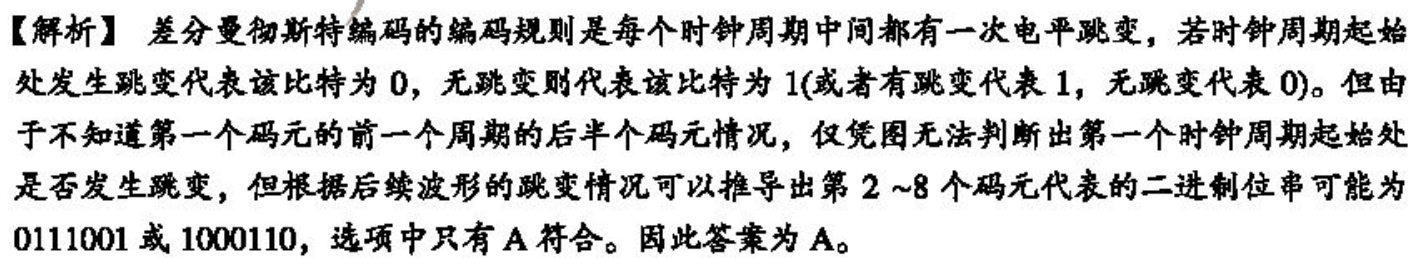 【解析】 差分曼彻斯特编码的编码规则是每个时钟周期中间都有一次电平跳变，若时钟周期起始
处发生跳变代表该比特为 0，无跳变则代表该比特为 1(或者有跳变代表 1，无跳变代表 0)。但由
于不知道第一个码元的前一个周期的后半个码元情况，仅凭图无法判断出第一个时钟周期起始处
是否发生跳变，但根据后续波形的跳变情况可以推导出第 2 ~8 个码元代表的二进制位串可能为
0111001 或 1000110，选项中只有 A 符合。因此答案为 A。